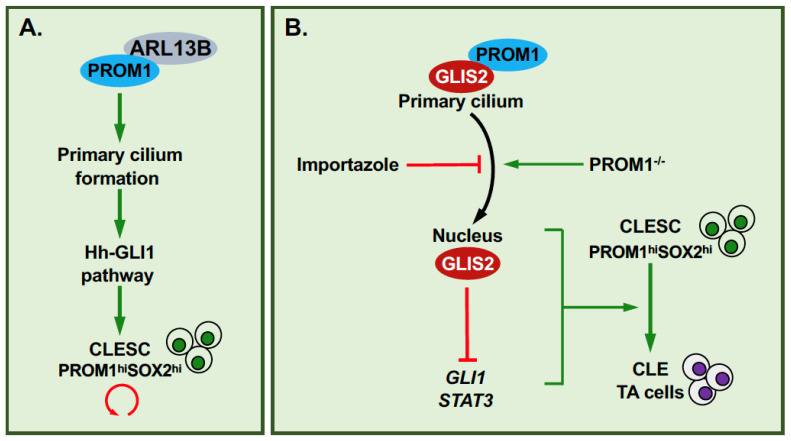 A.
ARL13B
PROM1
Primary cilium
formation
Hh-GLI1
pathway
CLESC
PROM1hiSOX2hi
B.
PROM1
GLIS2
Primary cilium
Importazole
PROM1-/-
Nucleus
GLIS2
CLESC
PROM1hiSOX2hi
GLI1
STAT3
CLE
TA cells